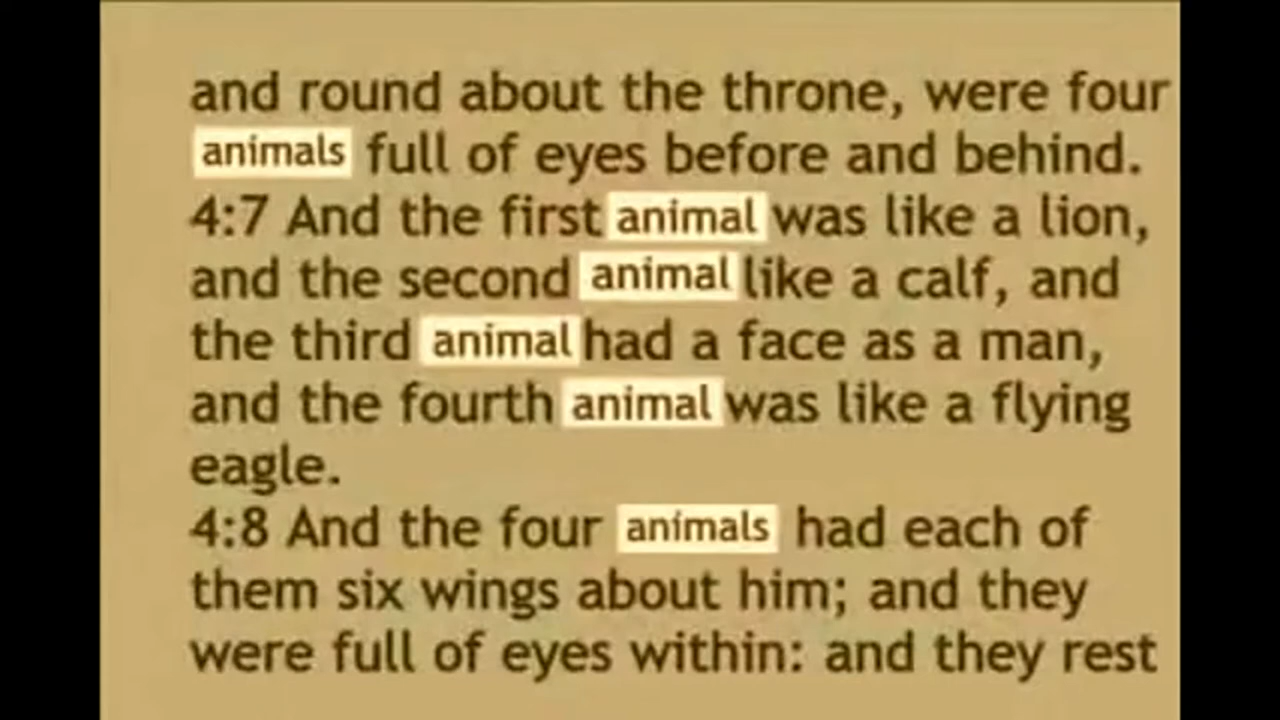 and round about the throne, were four
animals full of eyes before and behind.
4:7 And the first animal was like a lion,
and the second animal like a calf, and
the third animal had a face as a man,
and the fourth animal was like a flying
eagle.
4:8 And the four animals had each of
them six wings about him; and they
were full of eyes within: and they rest